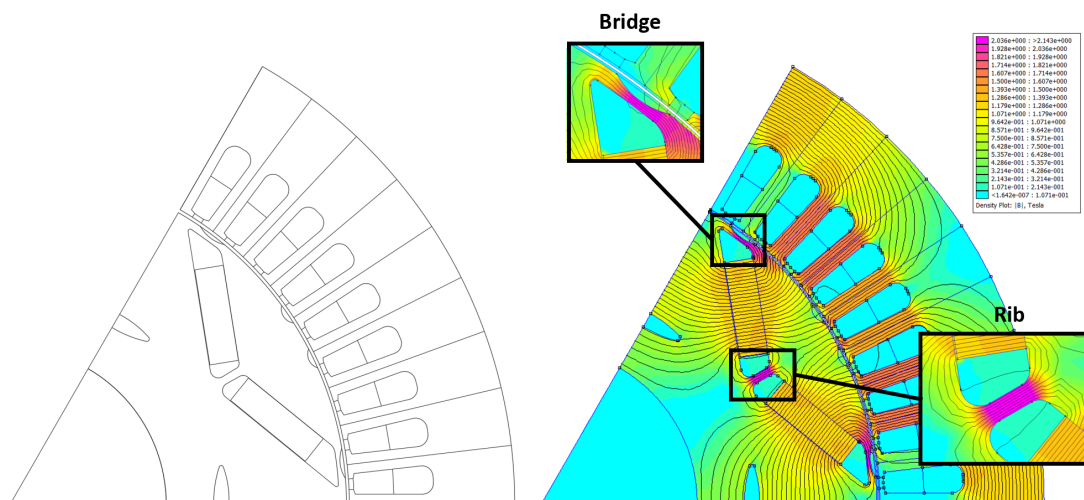 Bridge
2.036e+000 : >2.143e+000
1.928e+000 : 2.036e+000
1.821e+000 : 1.928e+000
1.714e+000 : 1.821e+000
1.607e+000 : 1.714e+000
1.500e+000 : 1.607e+000
1.393e+000 : 1.500e+000
1.286e+000 : 1.393e+000
1.179e+000 : 1.286e+000
1.071e+000 : 1.179e+000
9.642e-001 : 1.071e+000
8.571e-001 : 9.642e-001
7.500e-001 : 8.571e-001
6.428e-001 : 7.500e-001
5.357e-001 : 6.428e-001
4.286e-001 : 5.357e-001
3.214e-001 : 4.286e-001
2.143e-001 : 3.214e-001
1.071e-001 : 2.143e-001
<1.642e-007 : 1.071e-001
Density Plot: |B|, Tesla
Rib